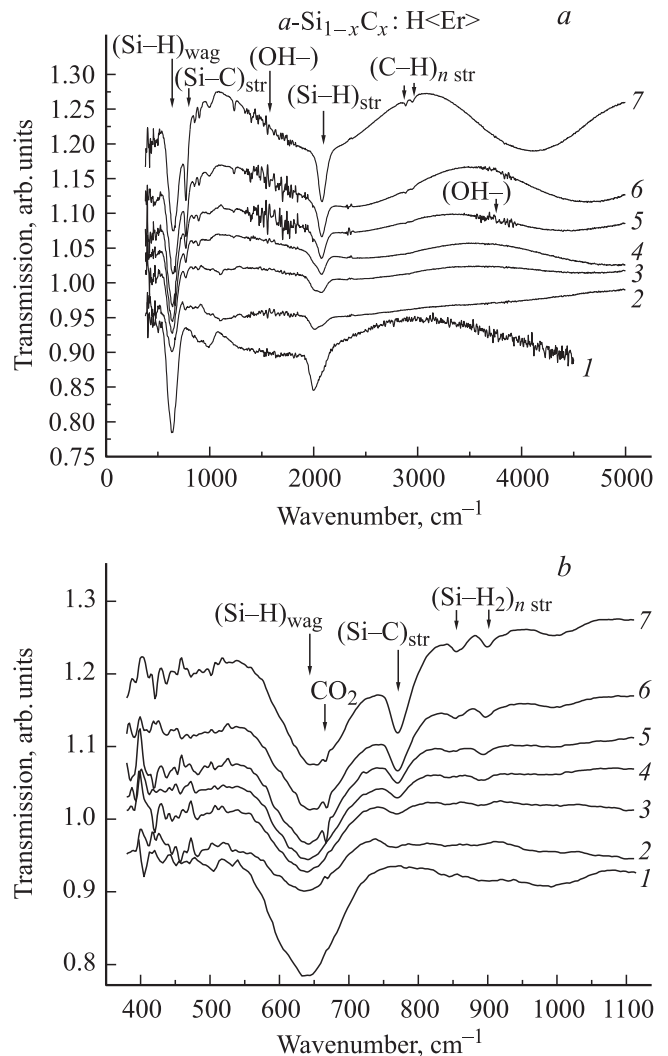 a-Si₁₋ₓCₓ : H<Er> a
(Si–H)wag
(Si–C)str
(OH–)
(Si–H)str
(C–H)n str
(OH–)
7
6
5
4
3
2
1
1.30
1.25
1.20
1.15
1.10
1.05
1.00
0.95
0.90
0.85
0.80
0.75
Transmission, arb. units
0 1000 2000 3000 4000 5000
Wavenumber, cm⁻¹
b
(Si–H)wag
CO₂
(Si–C)str
(Si–H₂)n str
7
6
5
4
3
2
1
1.3
1.2
1.1
1.0
0.9
0.8
Transmission, arb. units
400 500 600 700 800 900 1000 1100
Wavenumber, cm⁻¹